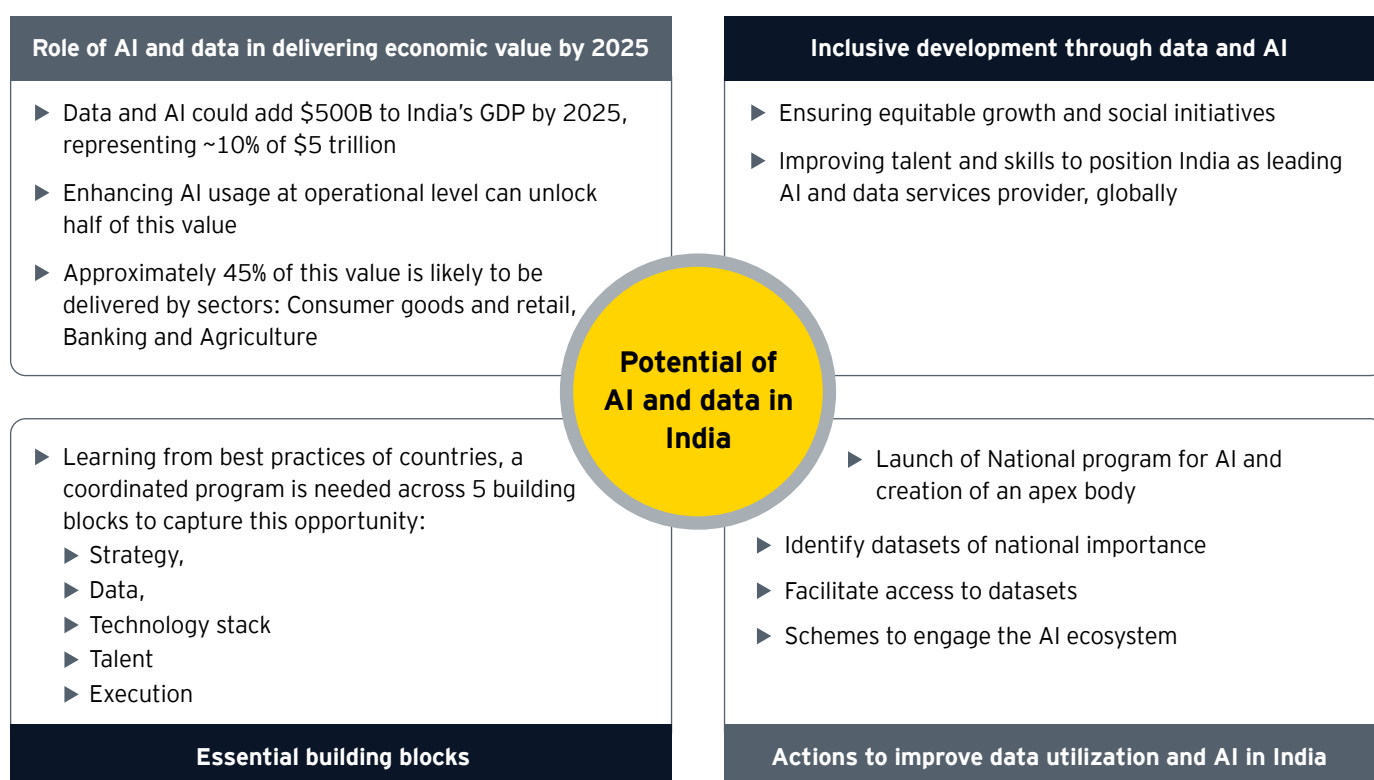 Role of AI and data in delivering economic value by 2025
▶ Data and AI could add $500B to India's GDP by 2025,
representing ~10% of $5 trillion
▶ Enhancing AI usage at operational level can unlock
half of this value
▶ Approximately 45% of this value is likely to be
delivered by sectors: Consumer goods and retail,
Banking and Agriculture
Inclusive development through data and AI
▶ Ensuring equitable growth and social initiatives
▶ Improving talent and skills to position India as leading
AI and data services provider, globally
Potential of
AI and data in
India
▶ Learning from best practices of countries, a
coordinated program is needed across 5 building
blocks to capture this opportunity:
▶ Strategy,
▶ Data,
▶ Technology stack
▶ Talent
▶ Execution
Essential building blocks
▶ Launch of National program for AI and
creation of an apex body
▶ Identify datasets of national importance
▶ Facilitate access to datasets
▶ Schemes to engage the AI ecosystem
Actions to improve data utilization and AI in India